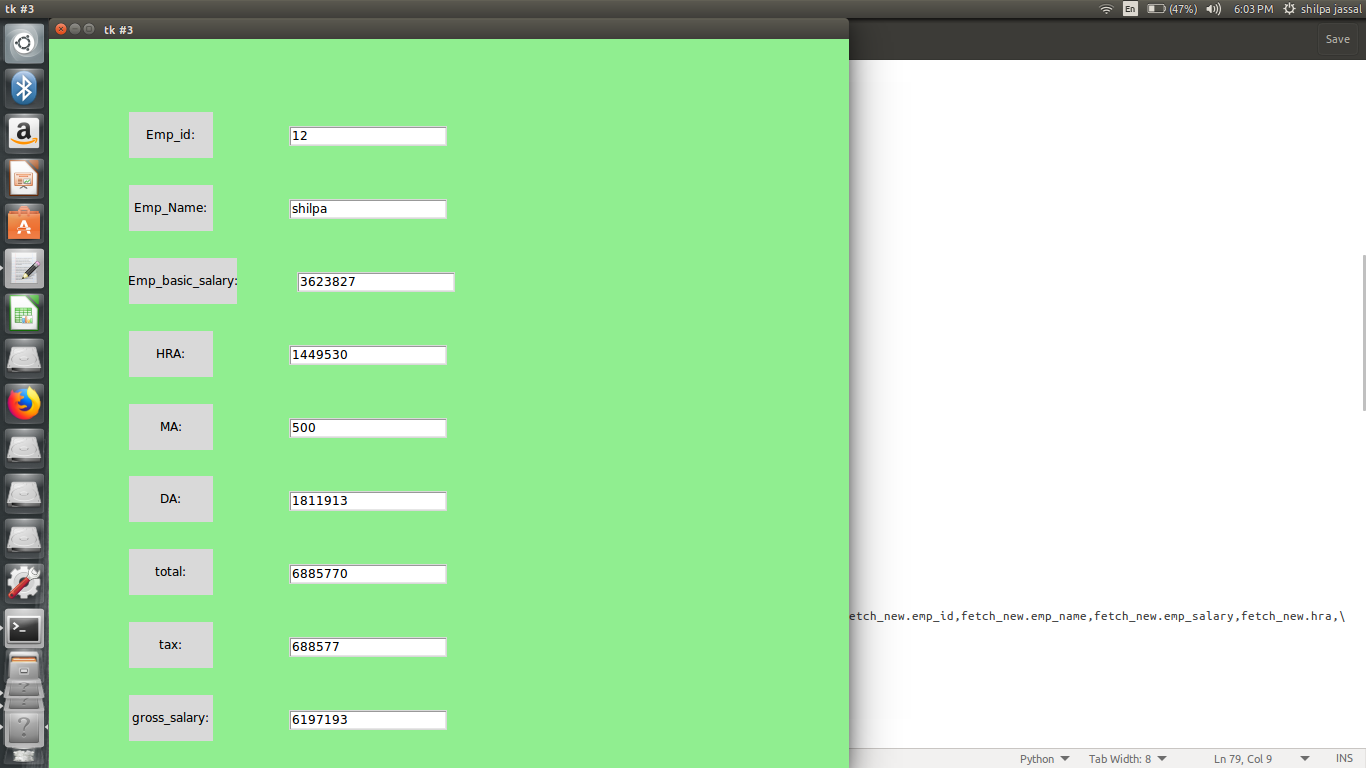 tk #3
En
(47%)
6:03 PM
shilpa jassal
tk #3
Save
Emp_id:
12
Emp_Name:
shilpa
Emp_basic_salary:
3623827
HRA:
1449530
MA:
500
DA:
1811913
total:
6885770
etch_new.emp_id,fetch_new.emp_name,fetch_new.emp_salary,fetch_new.hra,\
tax:
688577
gross_salary:
6197193
Python
Tab Width: 8
Ln 79, Col 9
INS